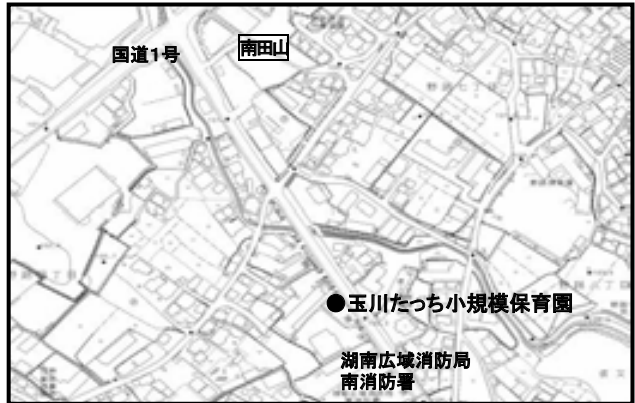 国道1号
南田山
●玉川たっち小規模保育園
湖南広域消防局
南消防署